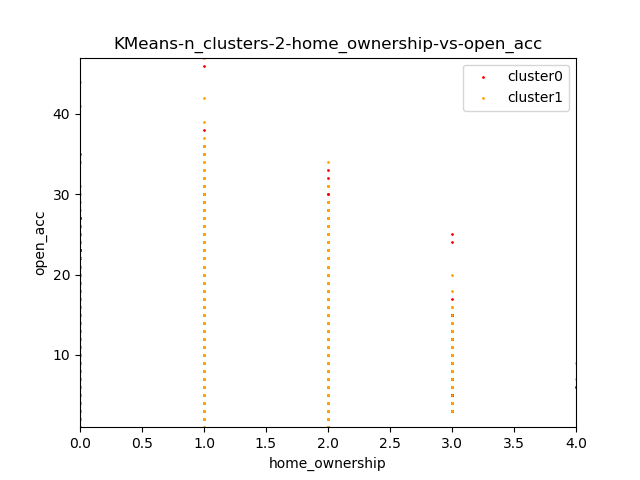 KMeans-n_clusters-2-home_ownership-vs-open_acc
cluster0
cluster1
40
30
20
10
open_acc
0.0 0.5 1.0 1.5 2.0 2.5 3.0 3.5 4.0
home_ownership